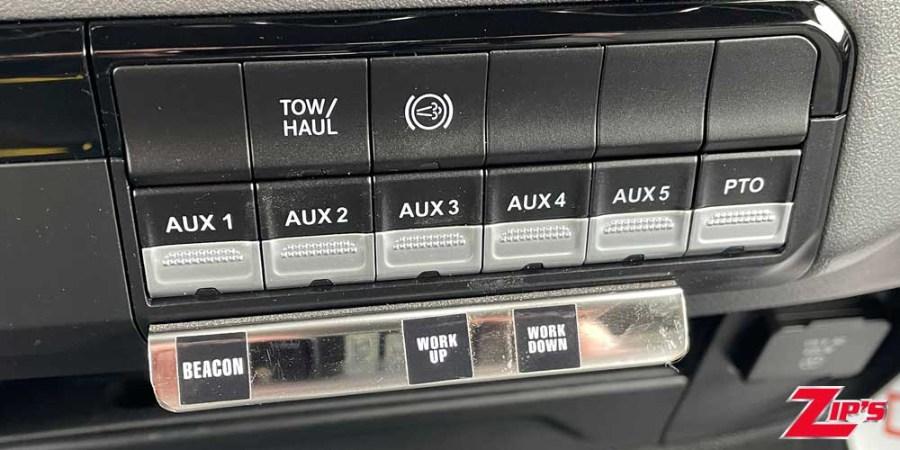 TOW/
HAUL
AUX 1 AUX 2 AUX 3 AUX 4 AUX 5 PTO
BEACON
WORK
UP
WORK
DOWN
ZIP'S